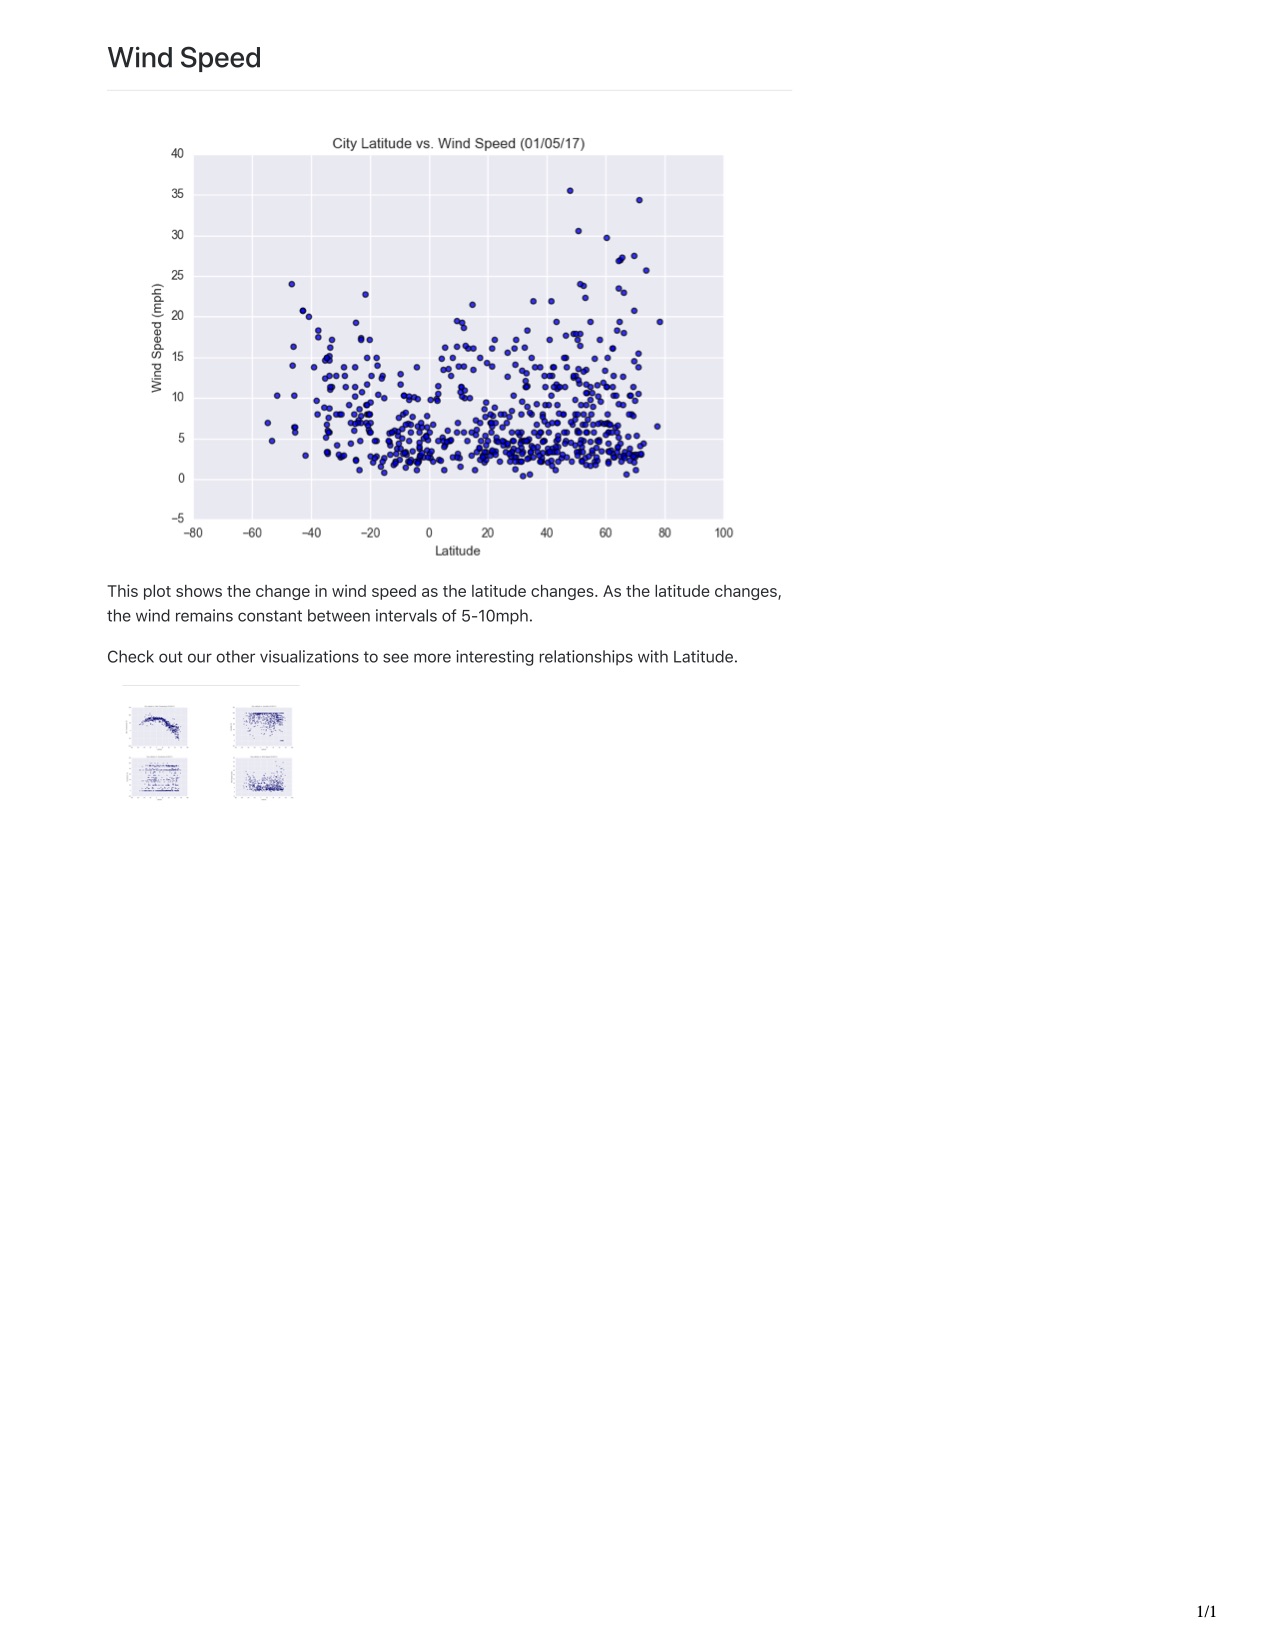 Wind Speed
City Latitude vs. Wind Speed (01/05/17)
40
35
30
25
20
15
10
5
0
−5
Wind Speed (mph)
−80 −60 −40 −20 0 20 40 60 80 100
Latitude
This plot shows the change in wind speed as the latitude changes. As the latitude changes,
the wind remains constant between intervals of 5-10mph.
Check out our other visualizations to see more interesting relationships with Latitude.
1/1